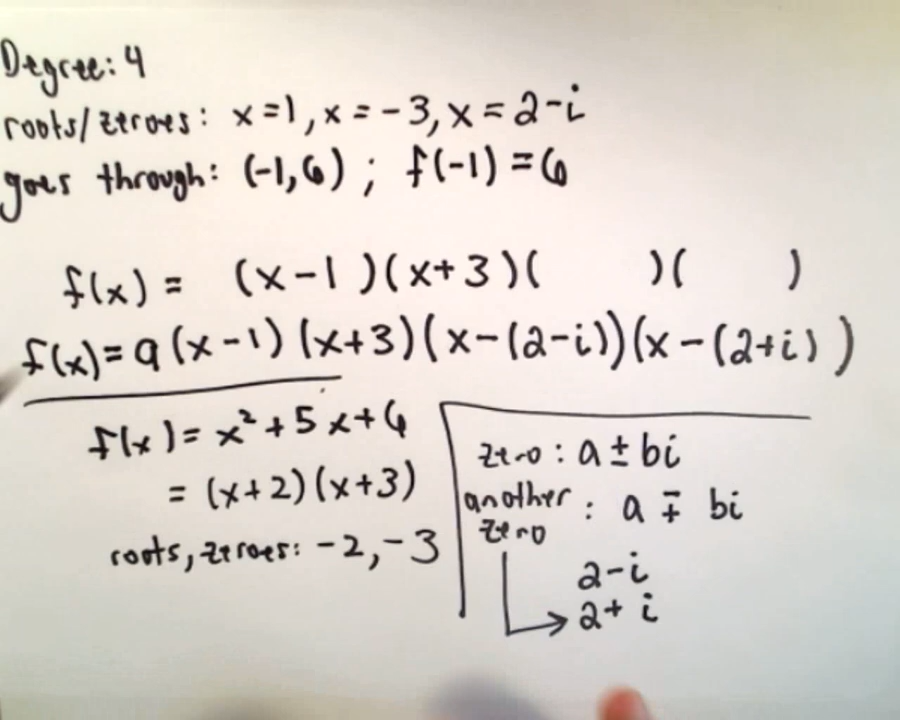 Degree: 4
roots/zeroes: x=1, x=-3, x=2-i
goes through: (-1,6) ; f(-1)=6
f(x)= (x-1)(x+3)( )( )
f(x)=a(x-1)(x+3)(x-(2-i))(x-(2+i))
f(x)=x²+5x+6
=(x+2)(x+3)
roots, zeroes: -2,-3
zero: a±bi
another zero : a∓bi
2-i
2+i